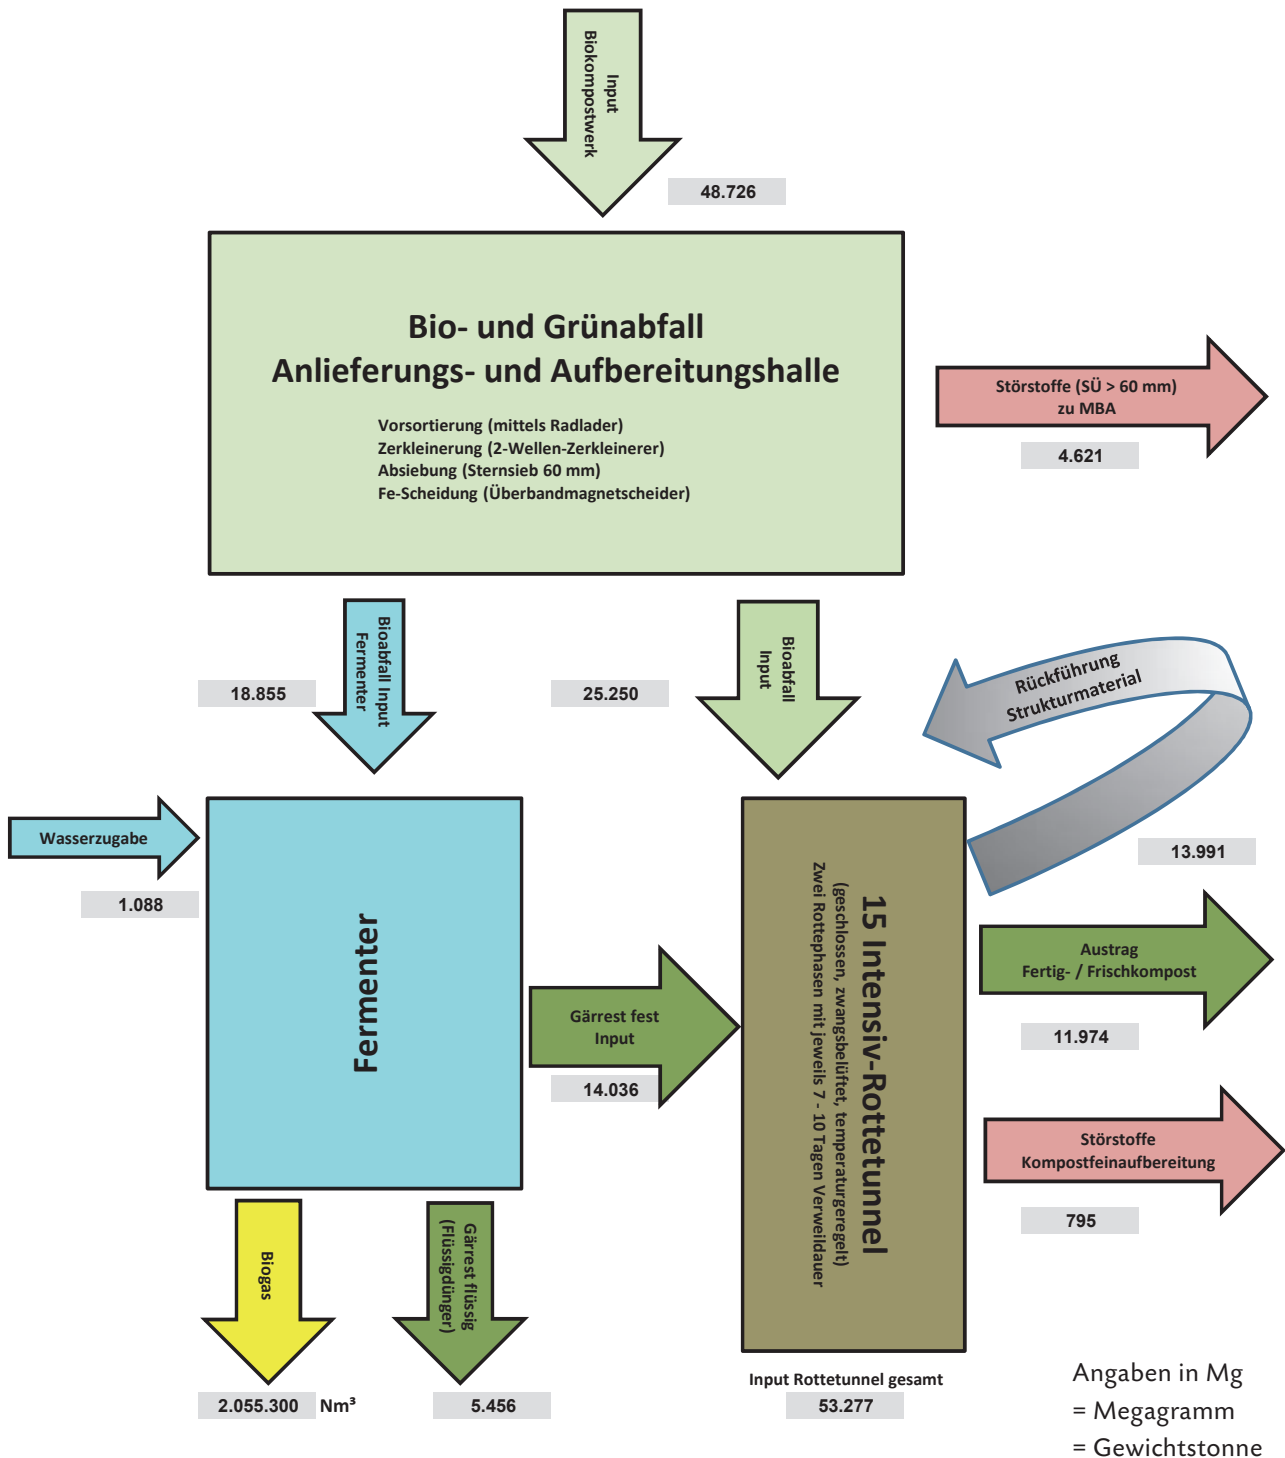 Input
Biokompostwerk
48.726
Bio- und Grünabfall
Anlieferungs- und Aufbereitungshalle
Vorsortierung (mittels Radlader)
Zerkleinerung (2-Wellen-Zerkleinerer)
Absiebung (Sternsieb 60 mm)
Fe-Scheidung (Überbandmagnetscheider)
Störstoffe (SÜ > 60 mm)
zu MBA
4.621
Bioabfall Input
Fermenter
18.855
Bioabfall
Input
25.250
Rückführung
Strukturmaterial
13.991
Wasserzugabe
1.088
Fermenter
Gärrest fest
Input
14.036
15 Intensiv-Rottetunnel
(geschlossen, zwangsbelüftet, temperaturgeregelt)
Zwei Rottephasen mit jeweils 7 - 10 Tagen Verweildauer
Austrag
Fertig- / Frischkompost
11.974
Störstoffe
Kompostfeinaufbereitung
795
Biogas
2.055.300 Nm³
Gärrest flüssig
(Flüssigdünger)
5.456
Input Rottetunnel gesamt
53.277
Angaben in Mg
= Megagramm
= Gewichtstonne